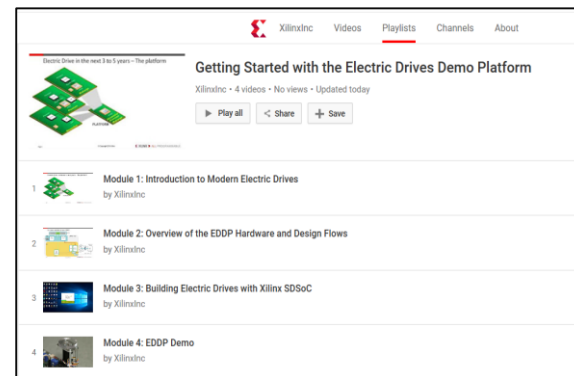 XilinxInc Videos Playlists Channels About
Electric Drive in the next 3 to 5 years – The platform
PLATFORM
Getting Started with the Electric Drives Demo Platform
XilinxInc • 4 videos • No views • Updated today
Play all Share Save
1 Module 1: Introduction to Modern Electric Drives
by XilinxInc
2 Module 2: Overview of the EDDP Hardware and Design Flows
by XilinxInc
3 Module 3: Building Electric Drives with Xilinx SDSoC
by XilinxInc
4 Module 4: EDDP Demo
by XilinxInc